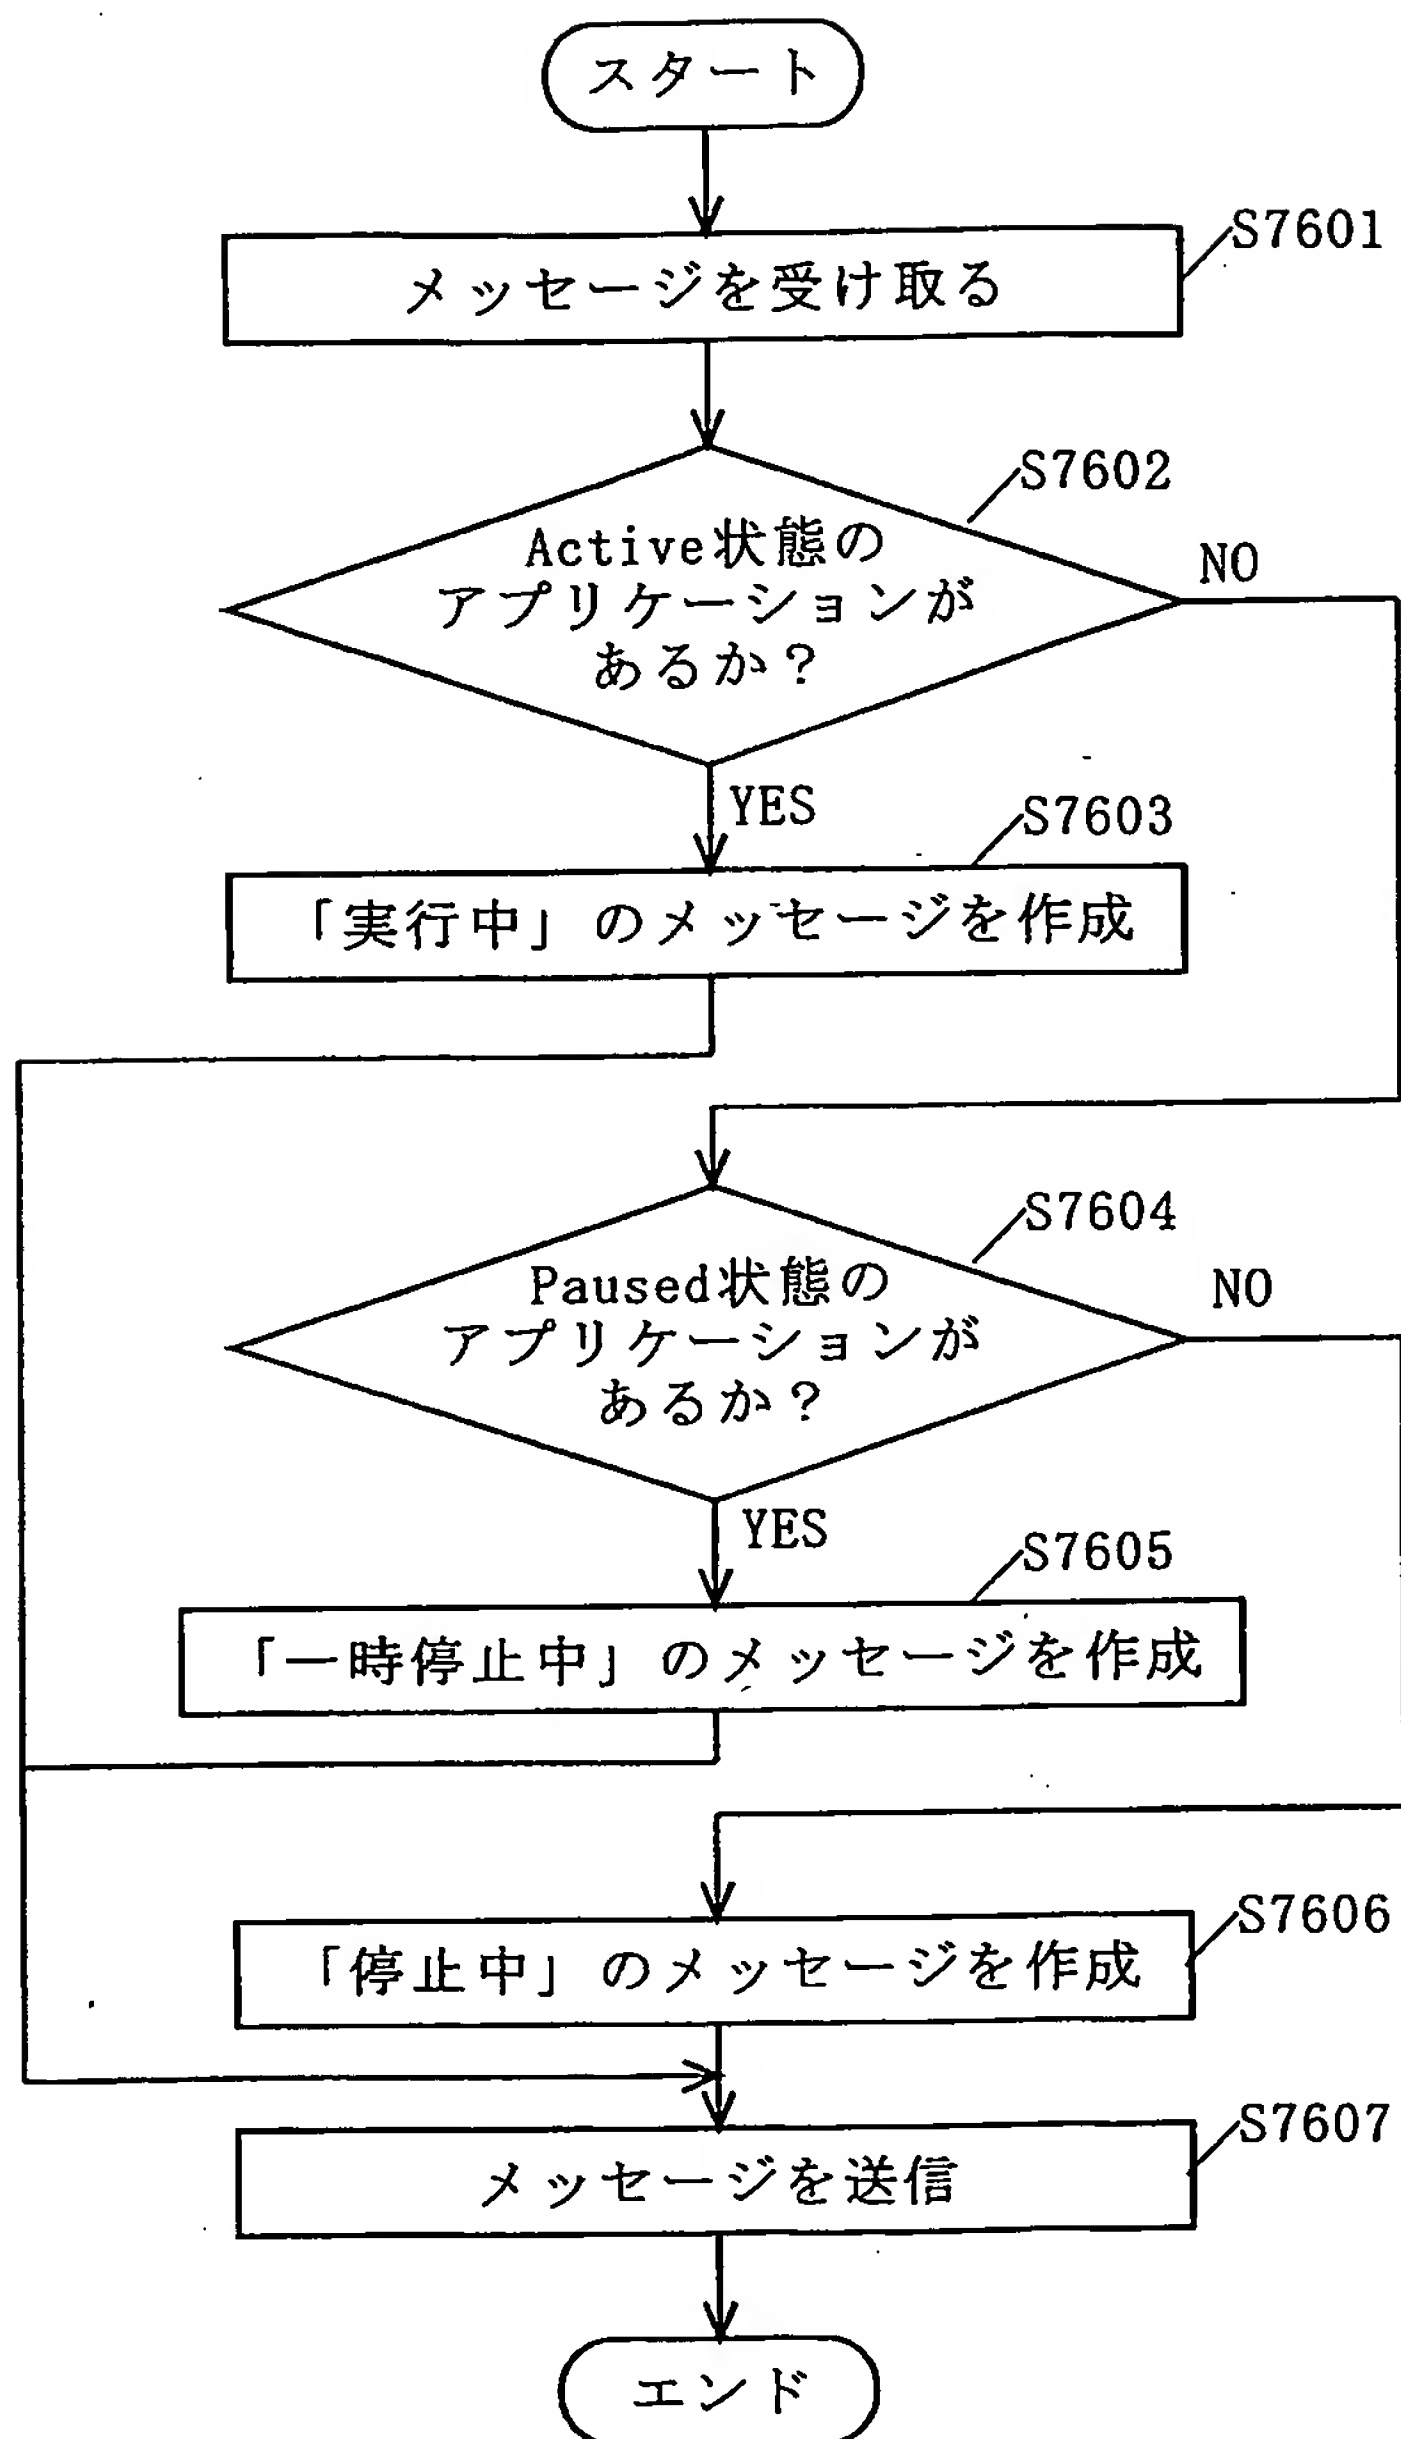 スタート
S7601
メッセージを受け取る
S7602
Active状態の
アプリケーションが
あるか？
NO
YES
S7603
「実行中」のメッセージを作成
S7604
Paused状態の
アプリケーションが
あるか？
NO
YES
S7605
「一時停止中」のメッセージを作成
S7606
「停止中」のメッセージを作成
S7607
メッセージを送信
エンド